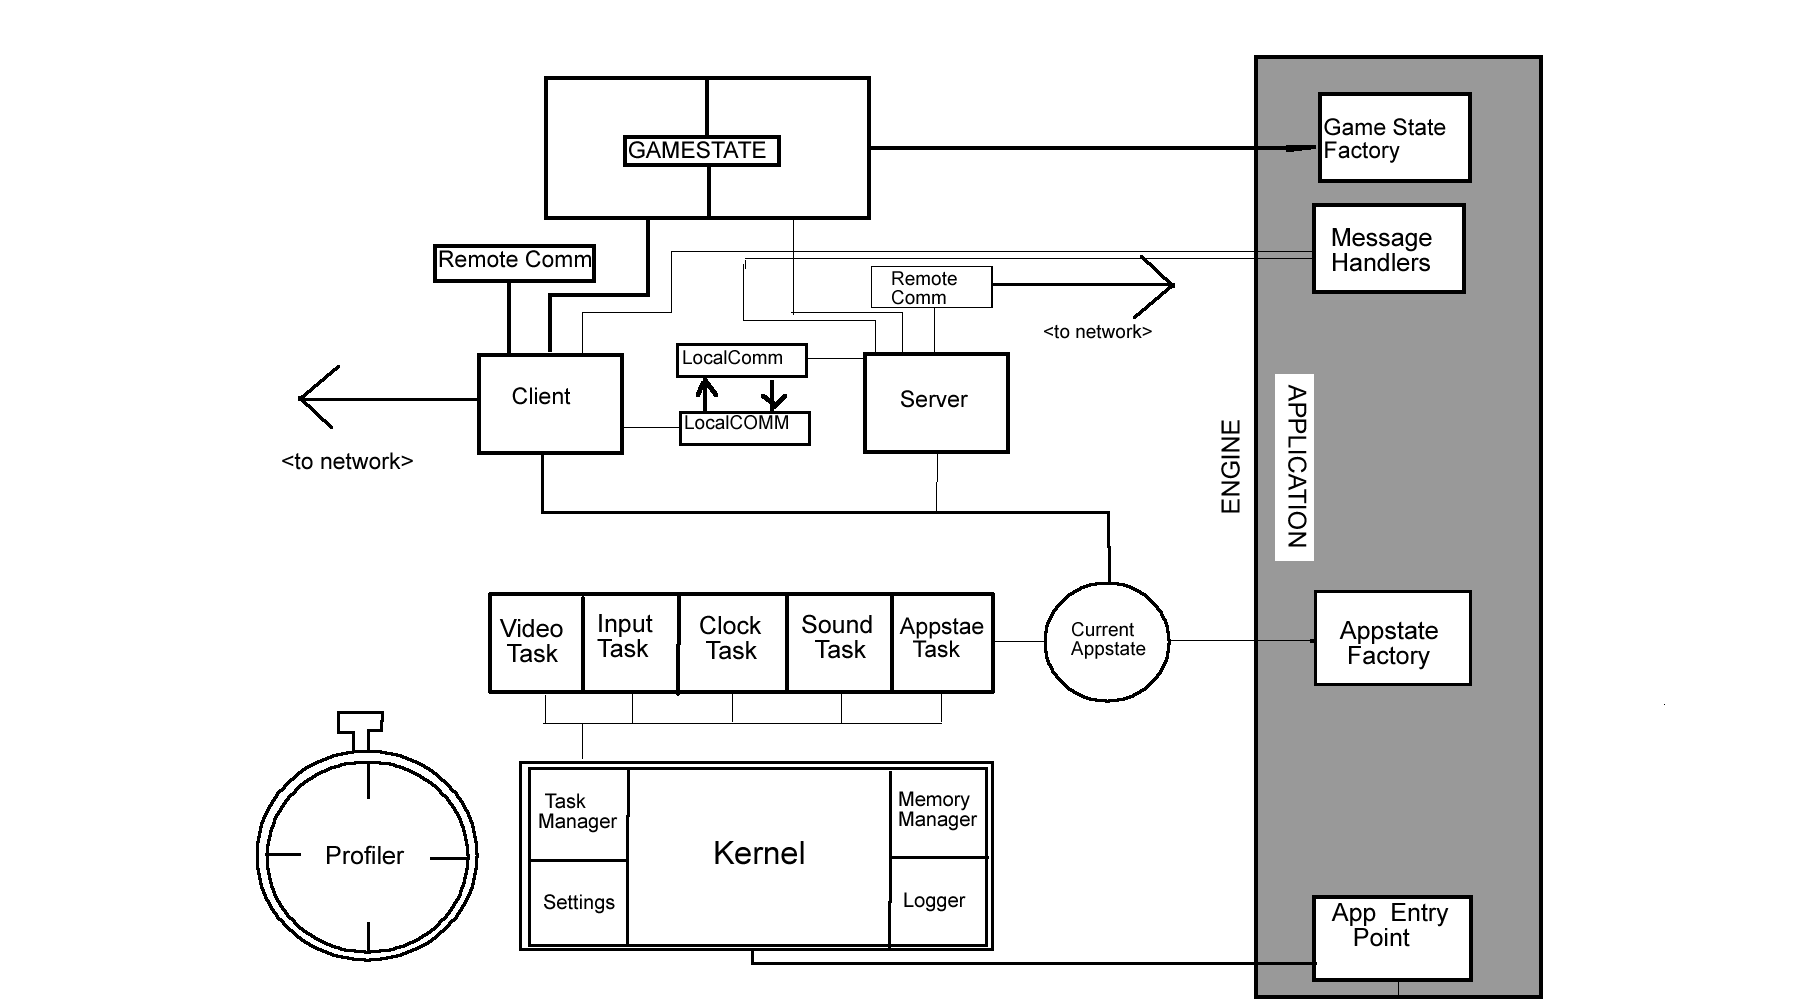 GAMESTATE
Game State
Factory
Remote Comm
Message
Handlers
Remote
Comm
<to network>
LocalComm
Client
LocalCOMM
Server
<to network>
ENGINE
APPLICATION
Video
Task
Input
Task
Clock
Task
Sound
Task
Appstae
Task
Current
Appstate
Appstate
Factory
Profiler
Task
Manager
Settings
Kernel
Memory
Manager
Logger
App Entry
Point